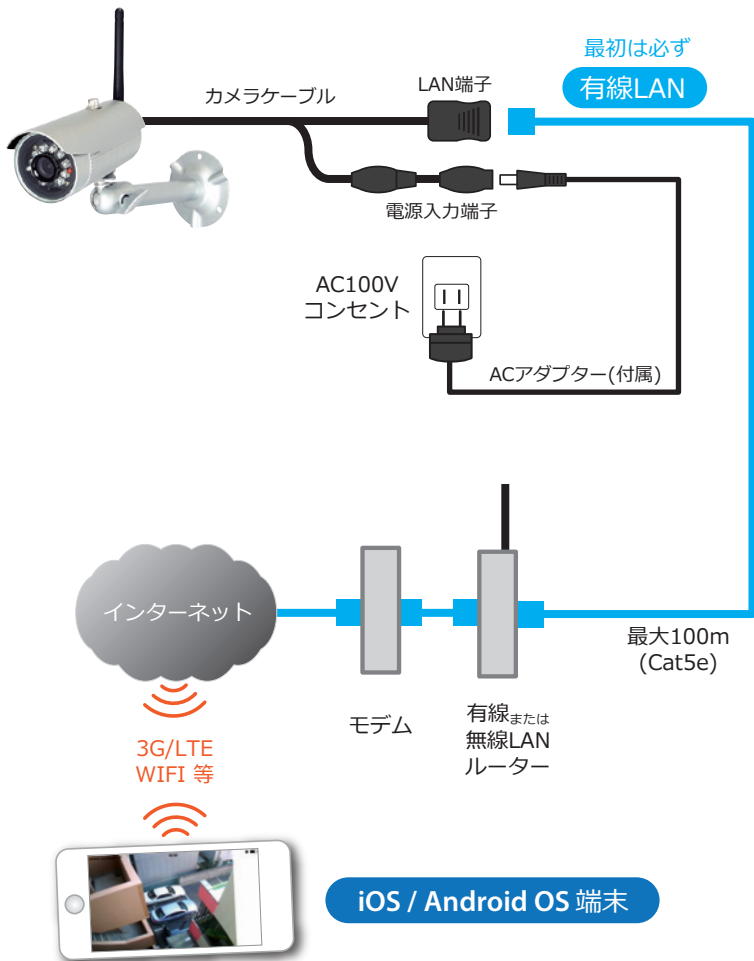 最初は必ず
有線LAN
LAN端子
カメラケーブル
電源入力端子
AC100V
コンセント
ACアダプター(付属)
インターネット
最大100m
(Cat5e)
モデム
有線または
無線LAN
ルーター
3G/LTE
WIFI 等
iOS / Android OS 端末